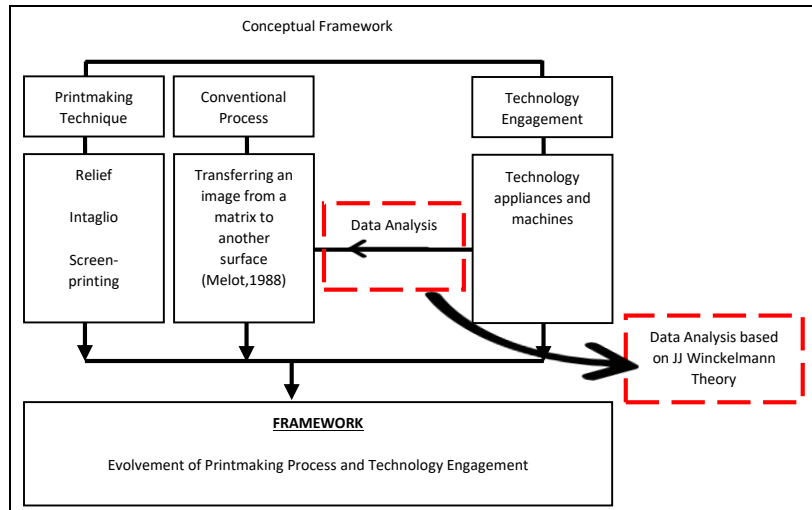 Conceptual Framework
Printmaking
Technique
Conventional
Process
Technology
Engagement
Relief
Intaglio
Screen-
printing
Transferring an
image from a
matrix to
another
surface
(Melot,1988)
Data Analysis
Technology
appliances and
machines
Data Analysis based
on JJ Winckelmann
Theory
FRAMEWORK
Evolvement of Printmaking Process and Technology Engagement